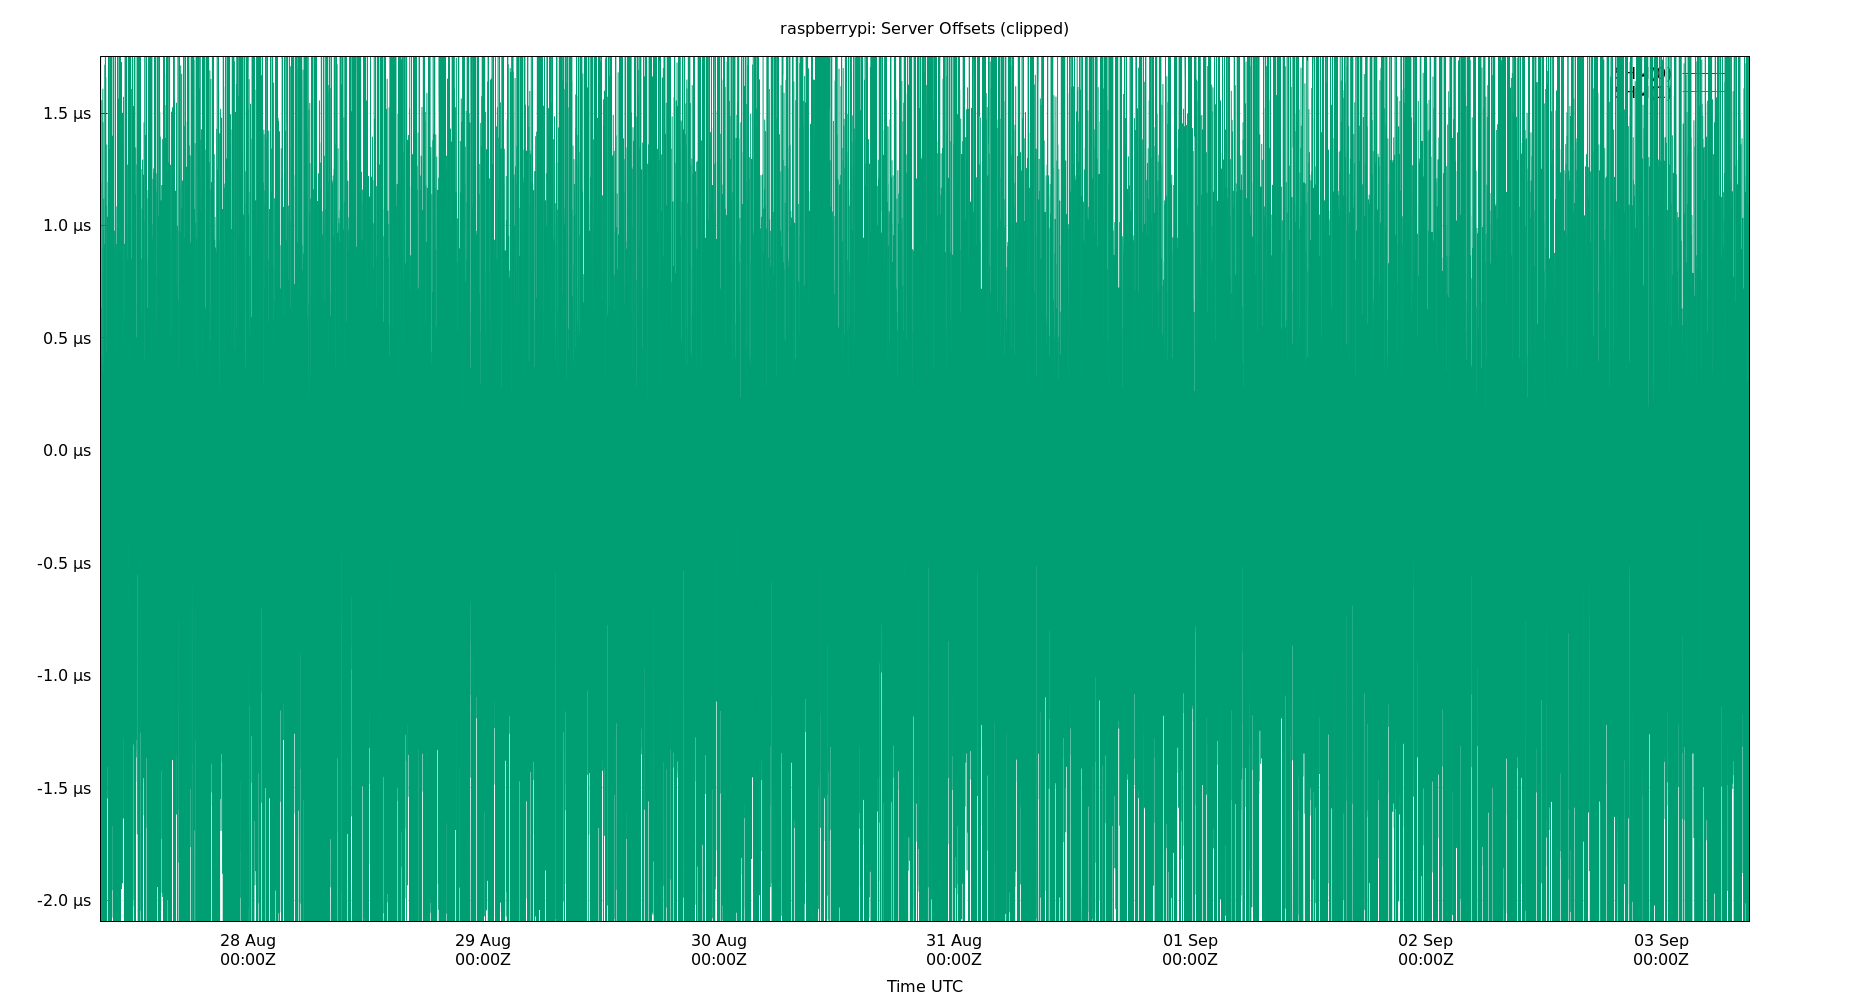 raspberrypi: Server Offsets (clipped)
1.5 µs
1.0 µs
0.5 µs
0.0 µs
-0.5 µs
-1.0 µs
-1.5 µs
-2.0 µs
28 Aug 29 Aug 30 Aug 31 Aug 01 Sep 02 Sep 03 Sep
00:00Z 00:00Z 00:00Z 00:00Z 00:00Z 00:00Z 00:00Z
Time UTC